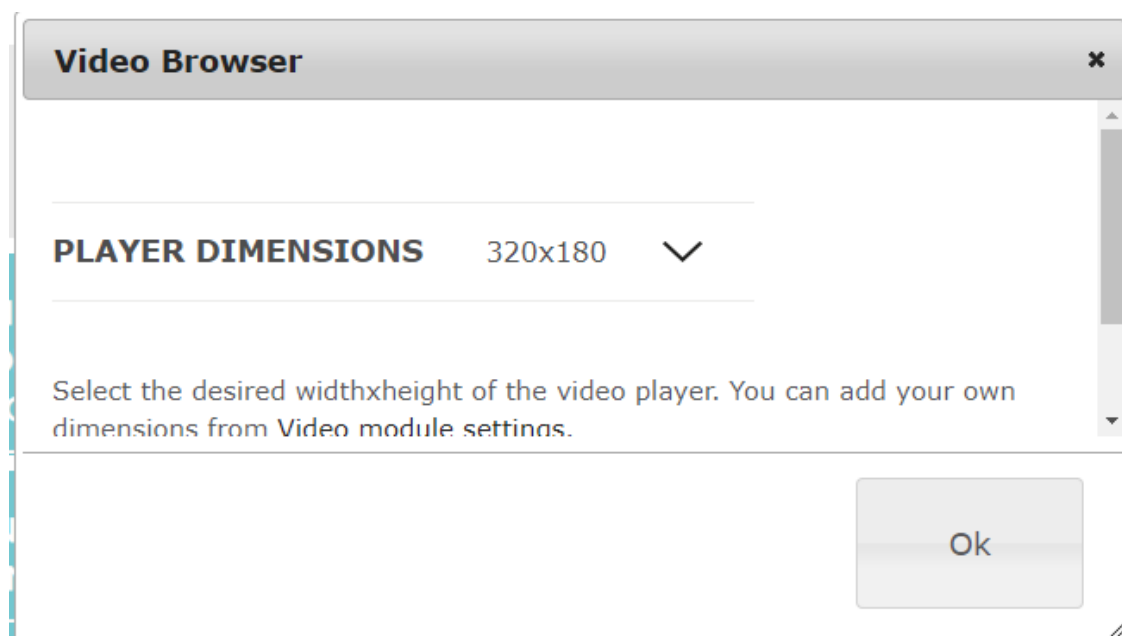 Video Browser
PLAYER DIMENSIONS 320x180
Select the desired widthxheight of the video player. You can add your own
dimensions from Video module settings.
Ok